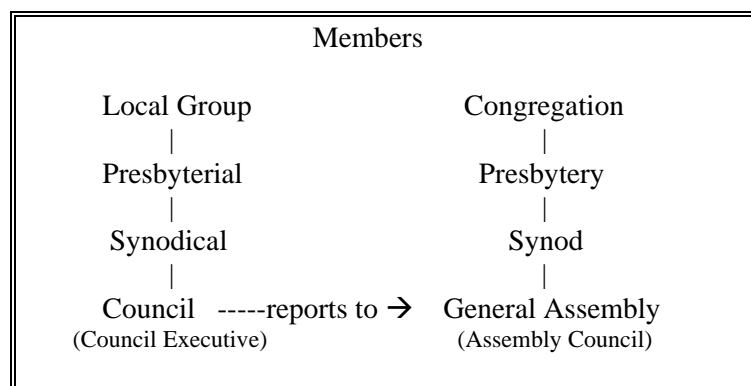 Members
Local Group Congregation
| |
Presbyterial Presbytery
| |
Synodical Synod
| |
Council -----reports to → General Assembly
(Council Executive) (Assembly Council)